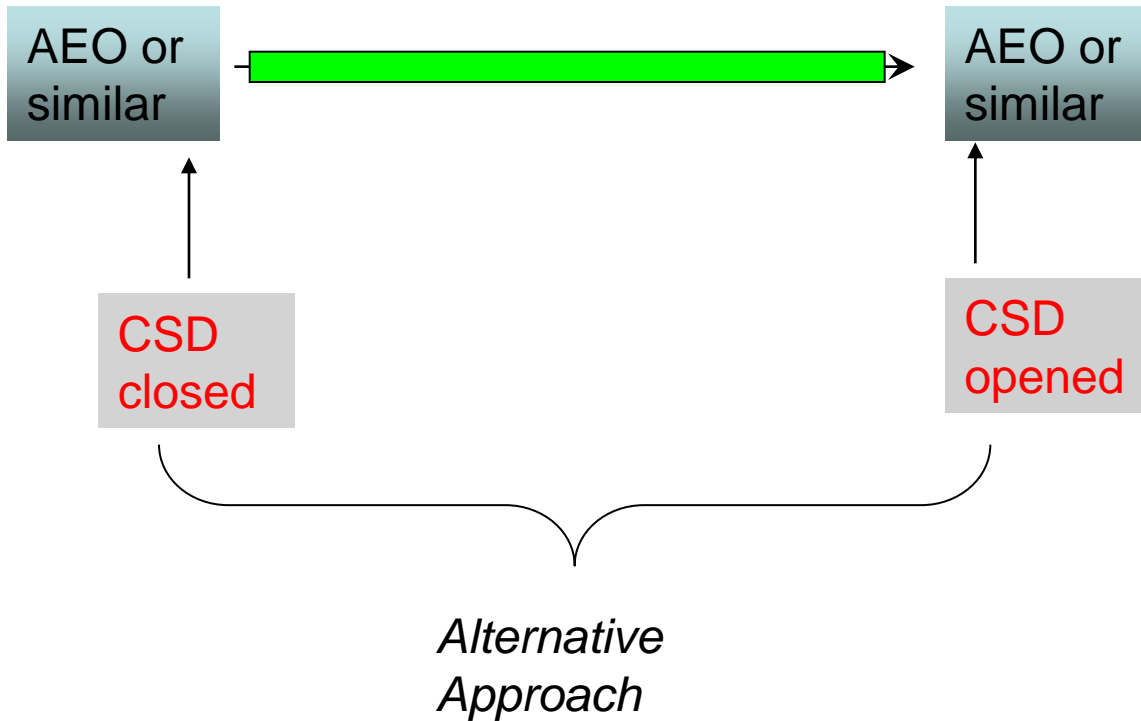 AEO or
similar
AEO or
similar
CSD
closed
CSD
opened
Alternative
Approach